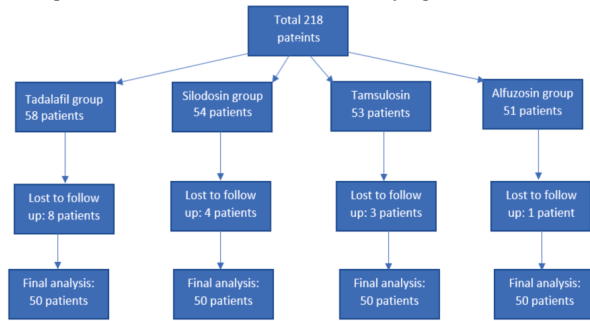 Total 218
pateints
Tadalafil group
58 patients
Silodosin group
54 patients
Tamsulosin
53 patients
Alfuzosin group
51 patients
Lost to follow
up: 8 patients
Lost to follow
up: 4 patients
Lost to follow
up: 3 patients
Lost to follow
up: 1 patient
Final analysis:
50 patients
Final analysis:
50 patients
Final analysis:
50 patients
Final analysis:
50 patients